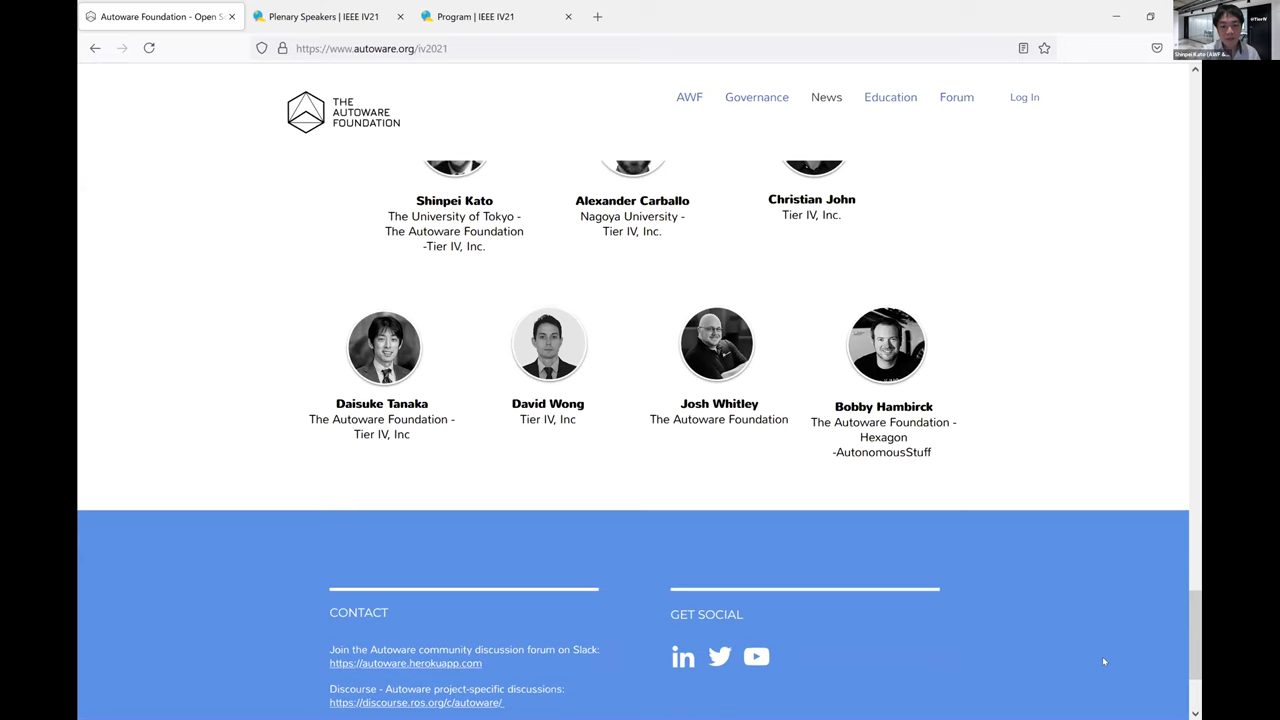 Autoware Foundation - Open S
Plenary Speakers | IEEE IV21
Program | IEEE IV21
https://www.autoware.org/iv2021
Shinpei Kato (AWF &...
THE
AUTOWARE
FOUNDATION
AWF
Governance
News
Education
Forum
Log In
Shinpei Kato
The University of Tokyo -
The Autoware Foundation
-Tier IV, Inc.
Alexander Carballo
Nagoya University -
Tier IV, Inc.
Christian John
Tier IV, Inc.
Daisuke Tanaka
The Autoware Foundation -
Tier IV, Inc
David Wong
Tier IV, Inc
Josh Whitley
The Autoware Foundation
Bobby Hambirck
The Autoware Foundation -
Hexagon
-AutonomousStuff
CONTACT
Join the Autoware community discussion forum on Slack:
https://autoware.herokuapp.com
Discourse - Autoware project-specific discussions:
https://discourse.ros.org/c/autoware/
GET SOCIAL
in